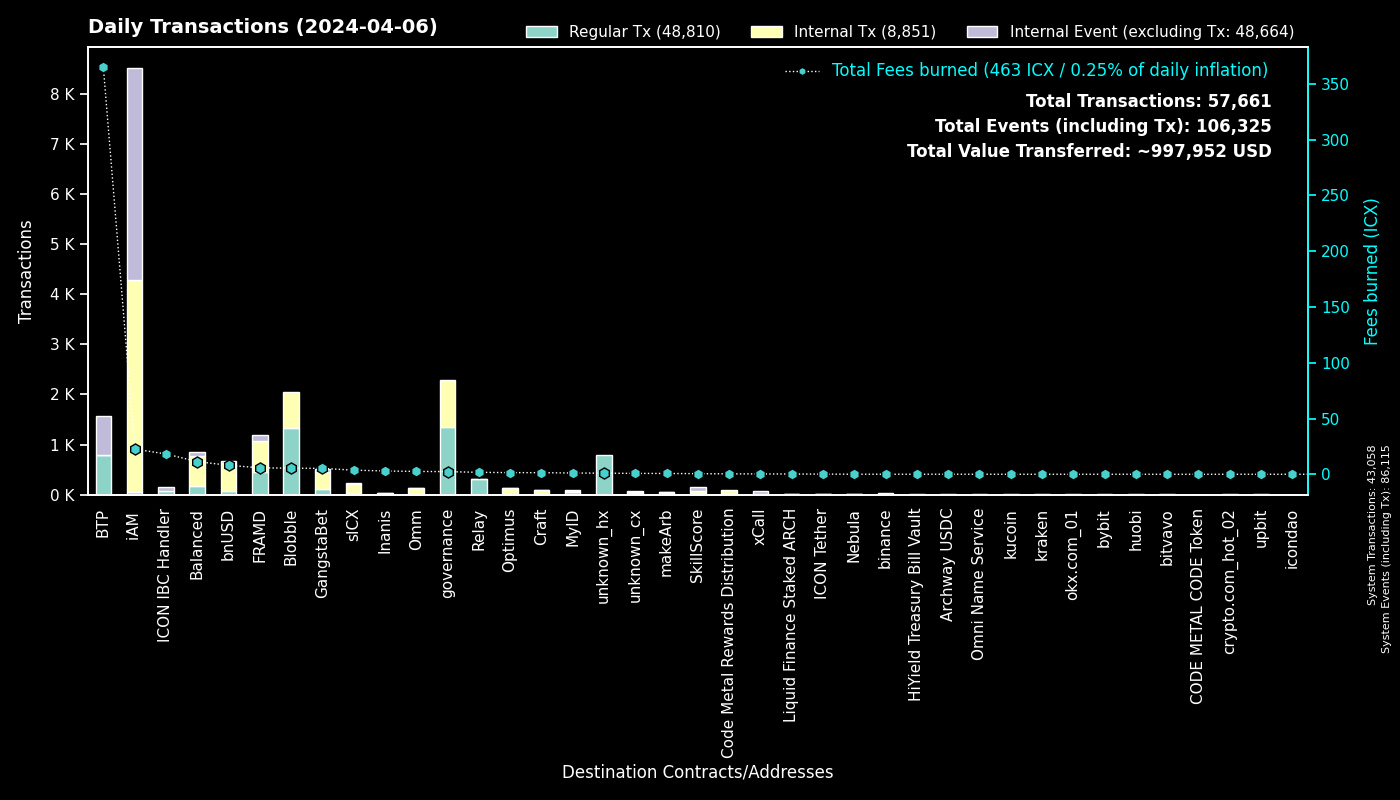 Daily Transactions (2024-04-06)
Regular Tx (48,810)
Internal Tx (8,851)
Internal Event (excluding Tx: 48,664)
Total Fees burned (463 ICX / 0.25% of daily inflation)
Total Transactions: 57,661
Total Events (including Tx): 106,325
Total Value Transferred: ~997,952 USD
Transactions
8 K
7 K
6 K
5 K
4 K
3 K
2 K
1 K
0 K
350
300
250
200
150
100
50
0
Fees burned (ICX)
BTP
iAM
ICON IBC Handler
Balanced
bnUSD
FRAMD
Blobble
GangstaBet
sICX
Inanis
Omm
governance
Relay
Optimus
Craft
MyID
unknown_hx
unknown_cx
makeArb
SkillScore
Code Metal Rewards Distribution
xCall
Liquid Finance Staked ARCH
ICON Tether
Nebula
binance
HiYield Treasury Bill Vault
Archway USDC
Omni Name Service
kucoin
kraken
okx.com_01
bybit
huobi
bitvavo
CODE METAL CODE Token
crypto.com_hot_02
upbit
icondao
Destination Contracts/Addresses
System Transactions: 43,058
System Events (including Tx): 86,115